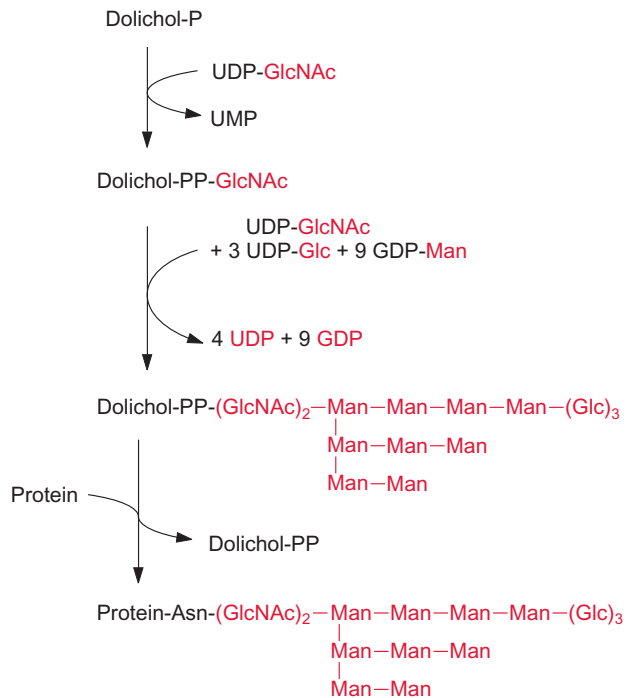 Dolichol-P
UDP-GlcNAc
UMP
Dolichol-PP-GlcNAc
UDP-GlcNAc
+ 3 UDP-Glc + 9 GDP-Man
4 UDP + 9 GDP
Dolichol-PP-(GlcNAc)₂—Man—Man—Man—Man—(Glc)₃
Man—Man—Man
Man—Man
Protein
Dolichol-PP
Protein-Asn-(GlcNAc)₂—Man—Man—Man—Man—(Glc)₃
Man—Man—Man
Man—Man